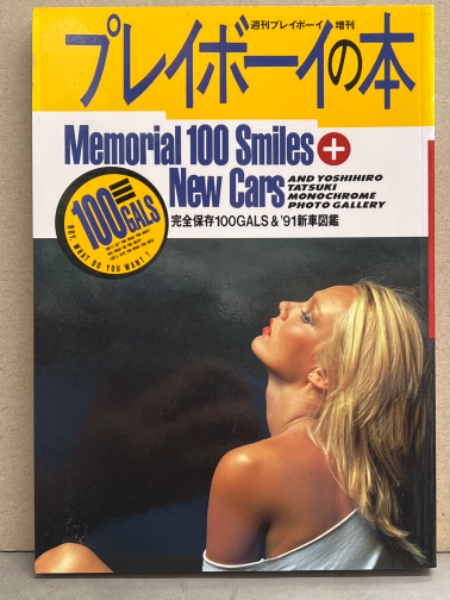 週刊プレイボーイ 増刊
プレイボーイの本
Memorial 100 Smiles +
New Cars
AND YOSHIHIRO
TATSUKI
MONOCHROME
PHOTO GALLERY
完全保存100GALS & '91新車図鑑
100 GALS
BOY, WHAT DO YOU WANT?